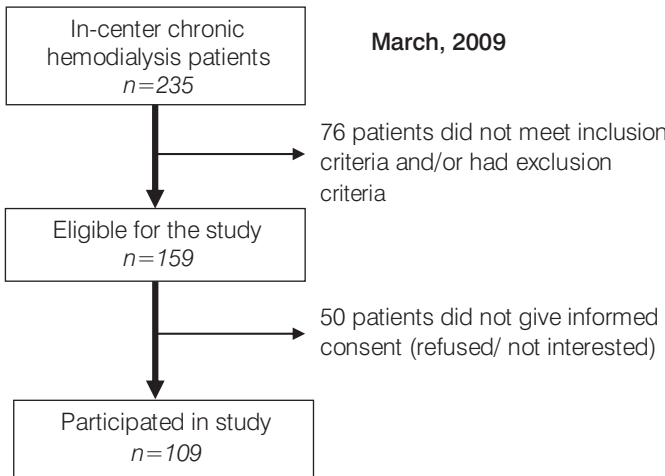 In-center chronic
hemodialysis patients
n=235
March, 2009
76 patients did not meet inclusion
criteria and/or had exclusion
criteria
Eligible for the study
n=159
50 patients did not give informed
consent (refused/ not interested)
Participated in study
n=109